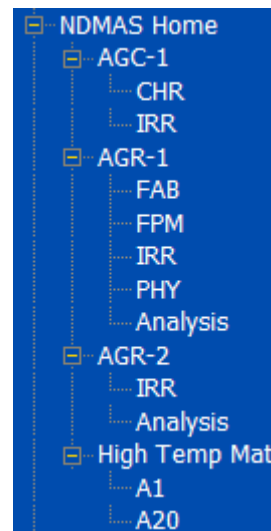 NDMAS Home
AGC-1
CHR
IRR
AGR-1
FAB
FPM
IRR
PHY
Analysis
AGR-2
IRR
Analysis
High Temp Mat
A1
A20